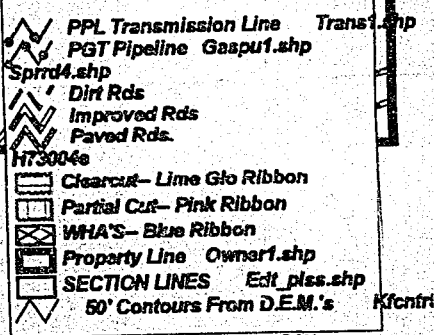 PPL Transmission Line Trans1.shp
PGT Pipeline Gaspu1.shp
Sprrd4.shp
Dirt Rds
Improved Rds
Paved Rds.
H73004e
Clearcut-- Lime Glo Ribbon
Partial Cut-- Pink Ribbon
WHA'S-- Blue Ribbon
Property Line Owner1.shp
SECTION LINES Edt_plss.shp
50' Contours From D.E.M.'s